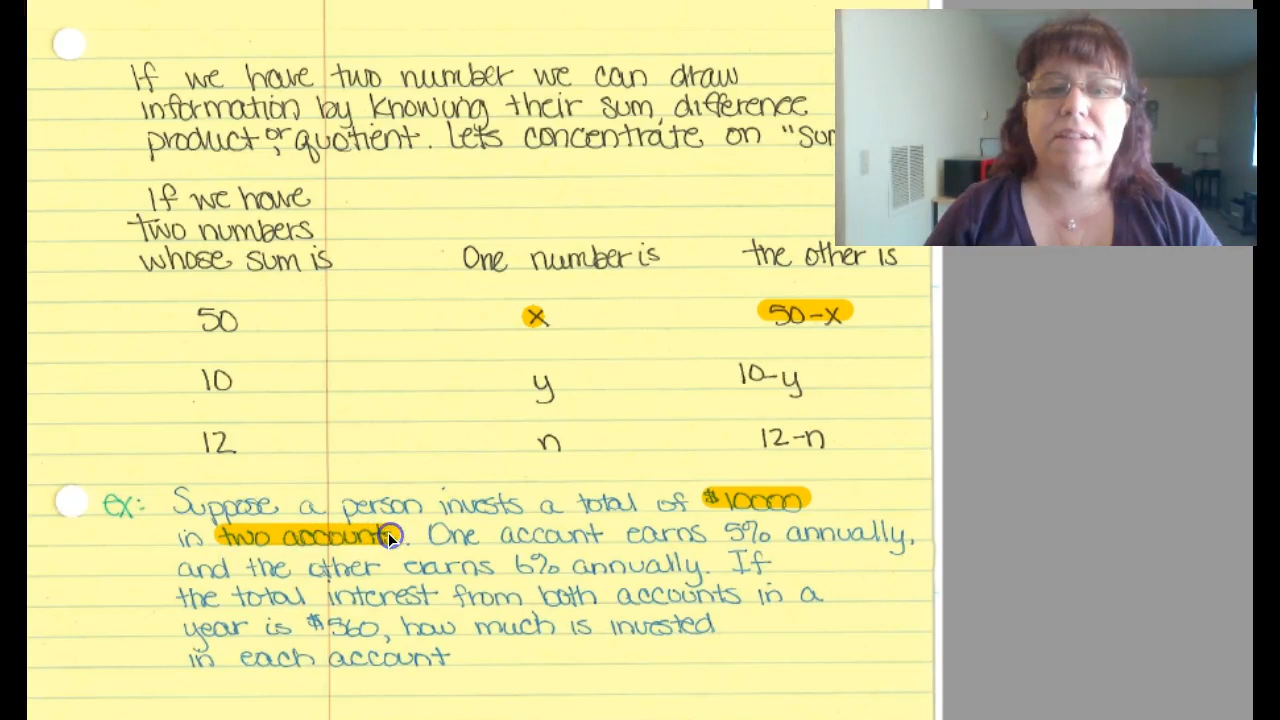 If we have two number we can draw
information by knowing their sum, difference
product, or quotient. Lets concentrate on "Sum
If we have
two numbers
whose sum is
One number is
the other is
50
x
50-x
10
y
10-y
12
n
12-n
ex: Suppose a person invests a total of $10000
in two accounts. One account earns 5% annually,
and the other earns 6% annually. If
the total interest from both accounts in a
year is $560, how much is invested
in each account